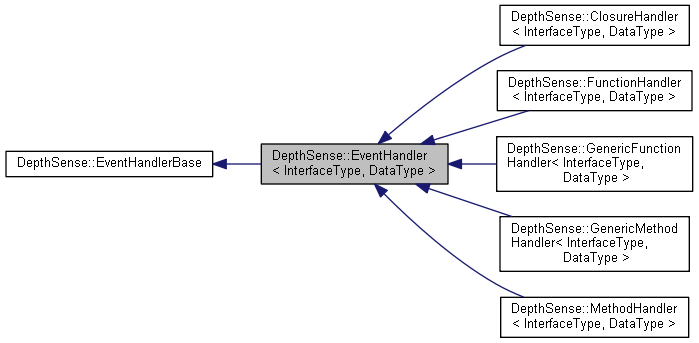 DepthSense::ClosureHandler
< InterfaceType, DataType >
DepthSense::FunctionHandler
< InterfaceType, DataType >
DepthSense::GenericFunction
Handler< InterfaceType,
DataType >
DepthSense::EventHandlerBase
DepthSense::EventHandler
< InterfaceType, DataType >
DepthSense::GenericMethod
Handler< InterfaceType,
DataType >
DepthSense::MethodHandler
< InterfaceType, DataType >